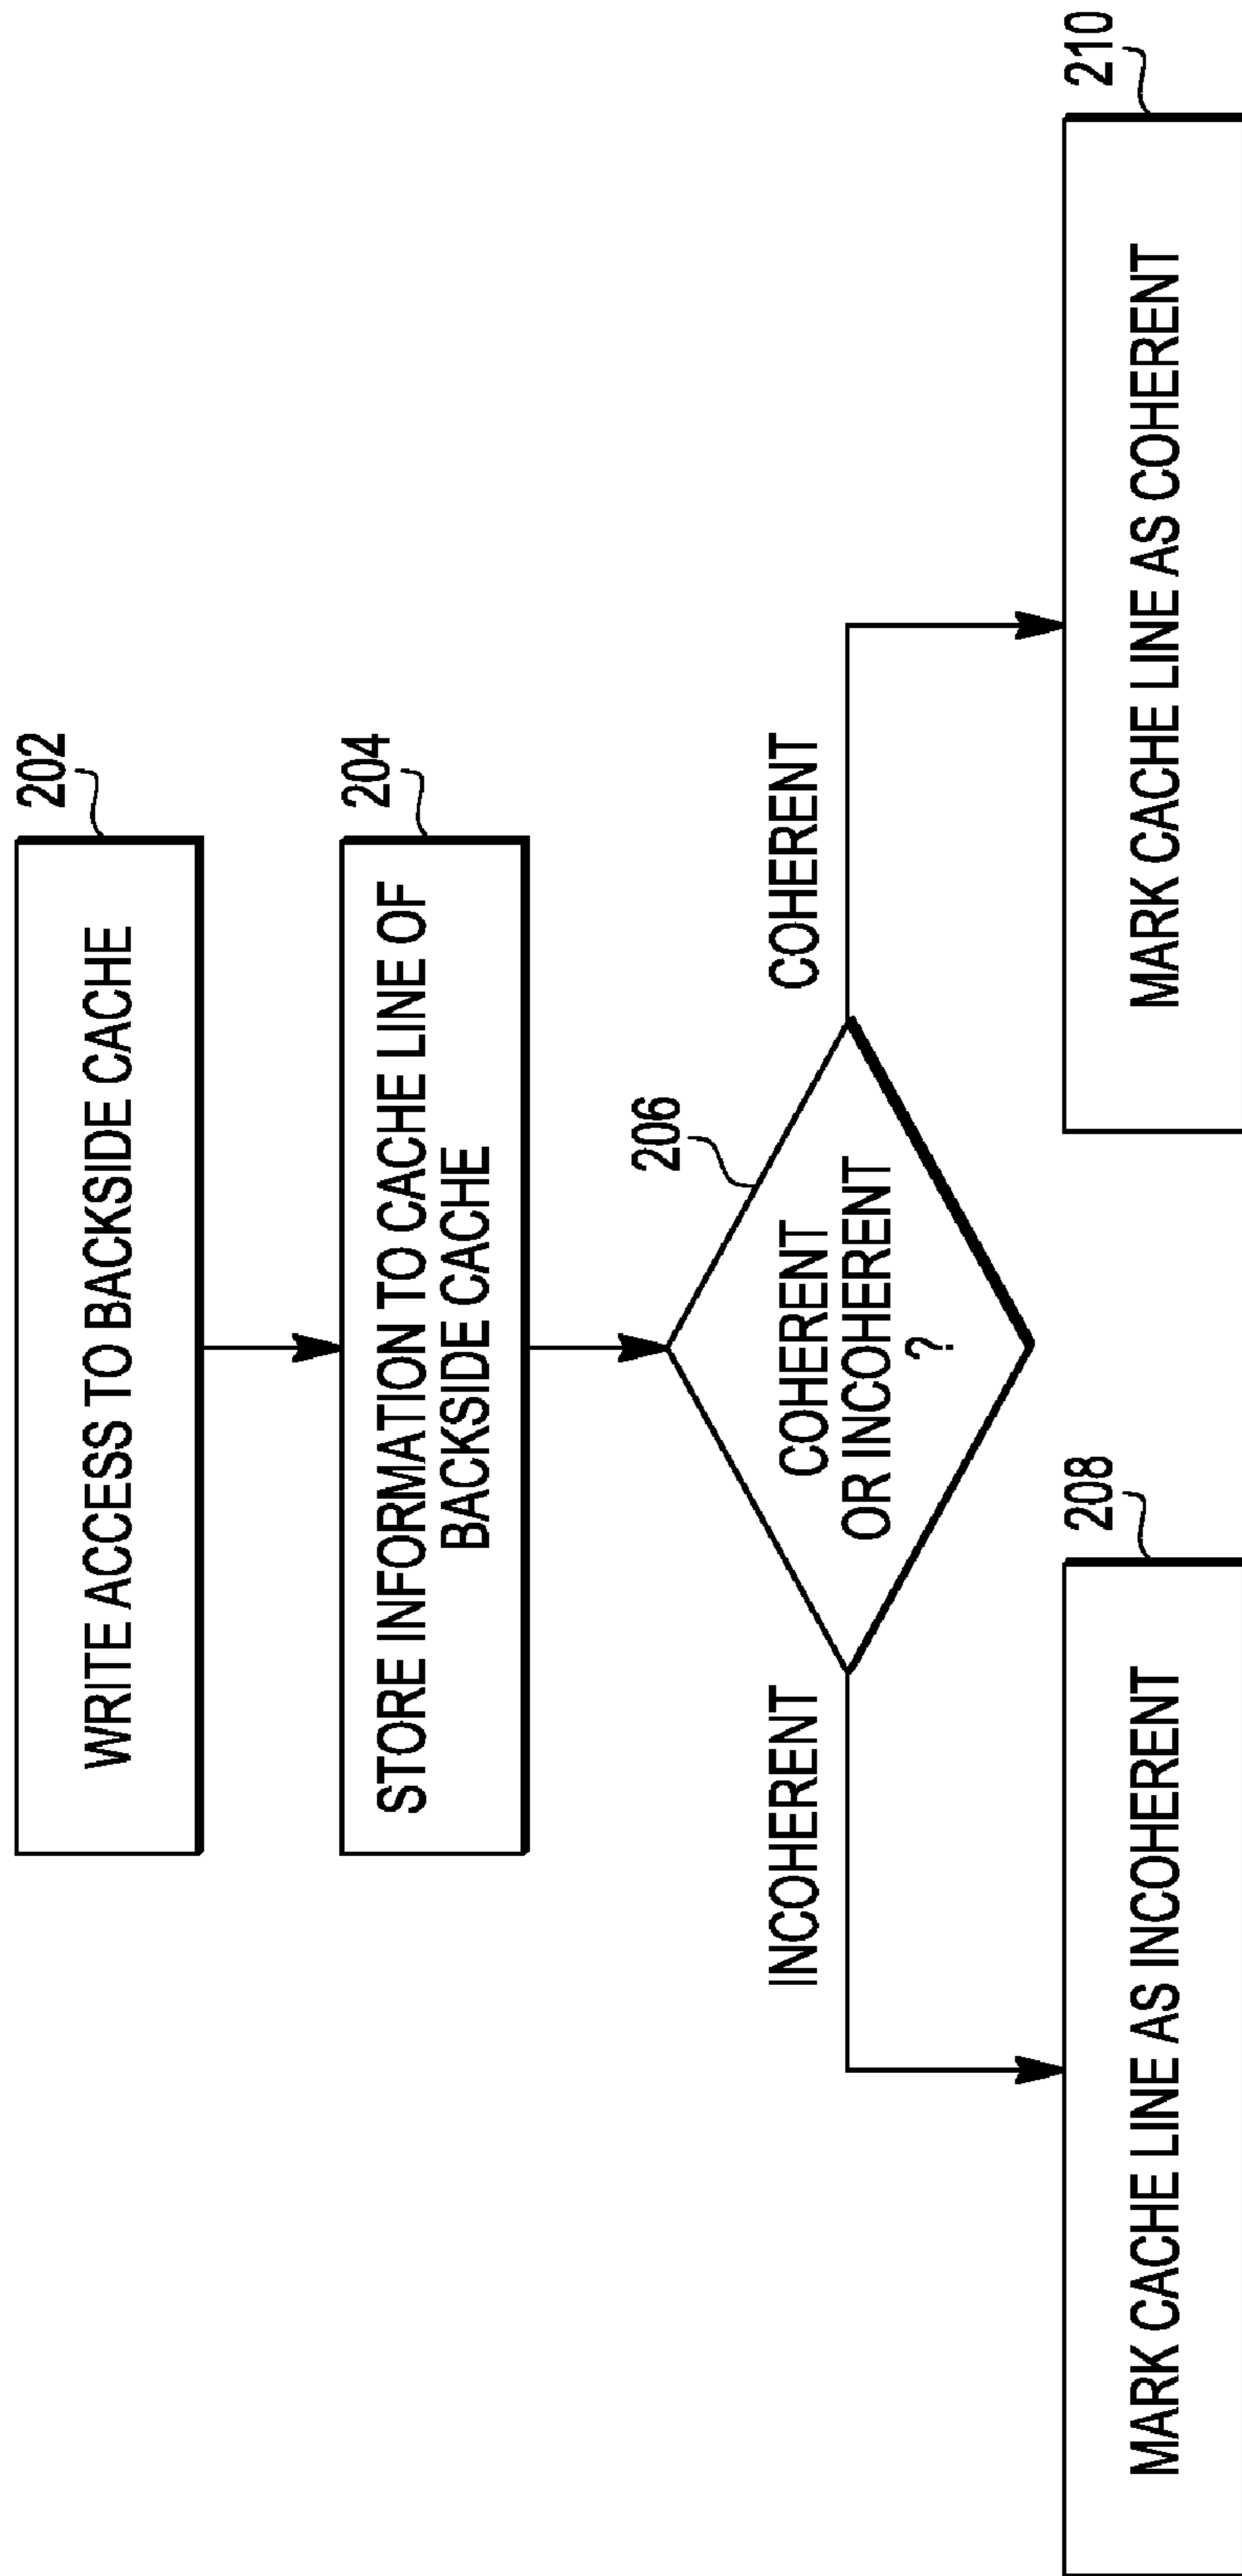 202
WRITE ACCESS TO BACKSIDE CACHE
204
STORE INFORMATION TO CACHE LINE OF
BACKSIDE CACHE
206
INCOHERENT
COHERENT
OR INCOHERENT
?
COHERENT
208
MARK CACHE LINE AS INCOHERENT
210
MARK CACHE LINE AS COHERENT